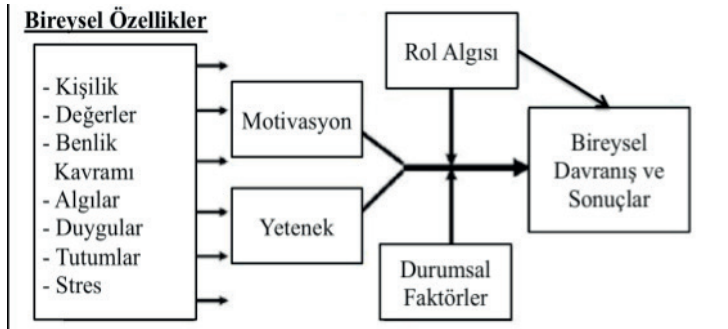 Bireysel Özellikler
- Kişilik
- Değerler
- Benlik
Kavramı
- Algılar
- Duygular
- Tutumlar
- Stres
Motivasyon
Yetenek
Rol Algısı
Durumsal
Faktörler
Bireysel
Davranış ve
Sonuçlar